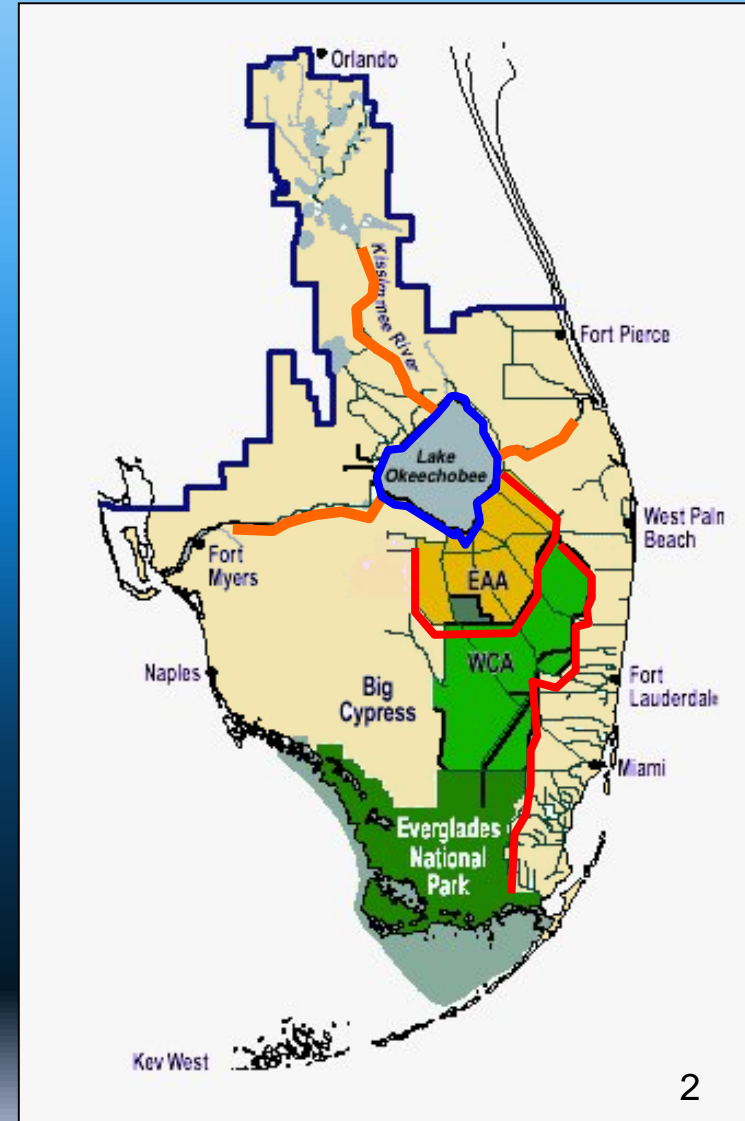 Orlando
Kissimmee River
Fort Pierce
Lake
Okeechobee
West Paln
Beach
Fort
Myers
EAA
WCA
Naples
Big
Cypress
Fort
Lauderdale
Miami
Everglades
National
Park
Key West
2